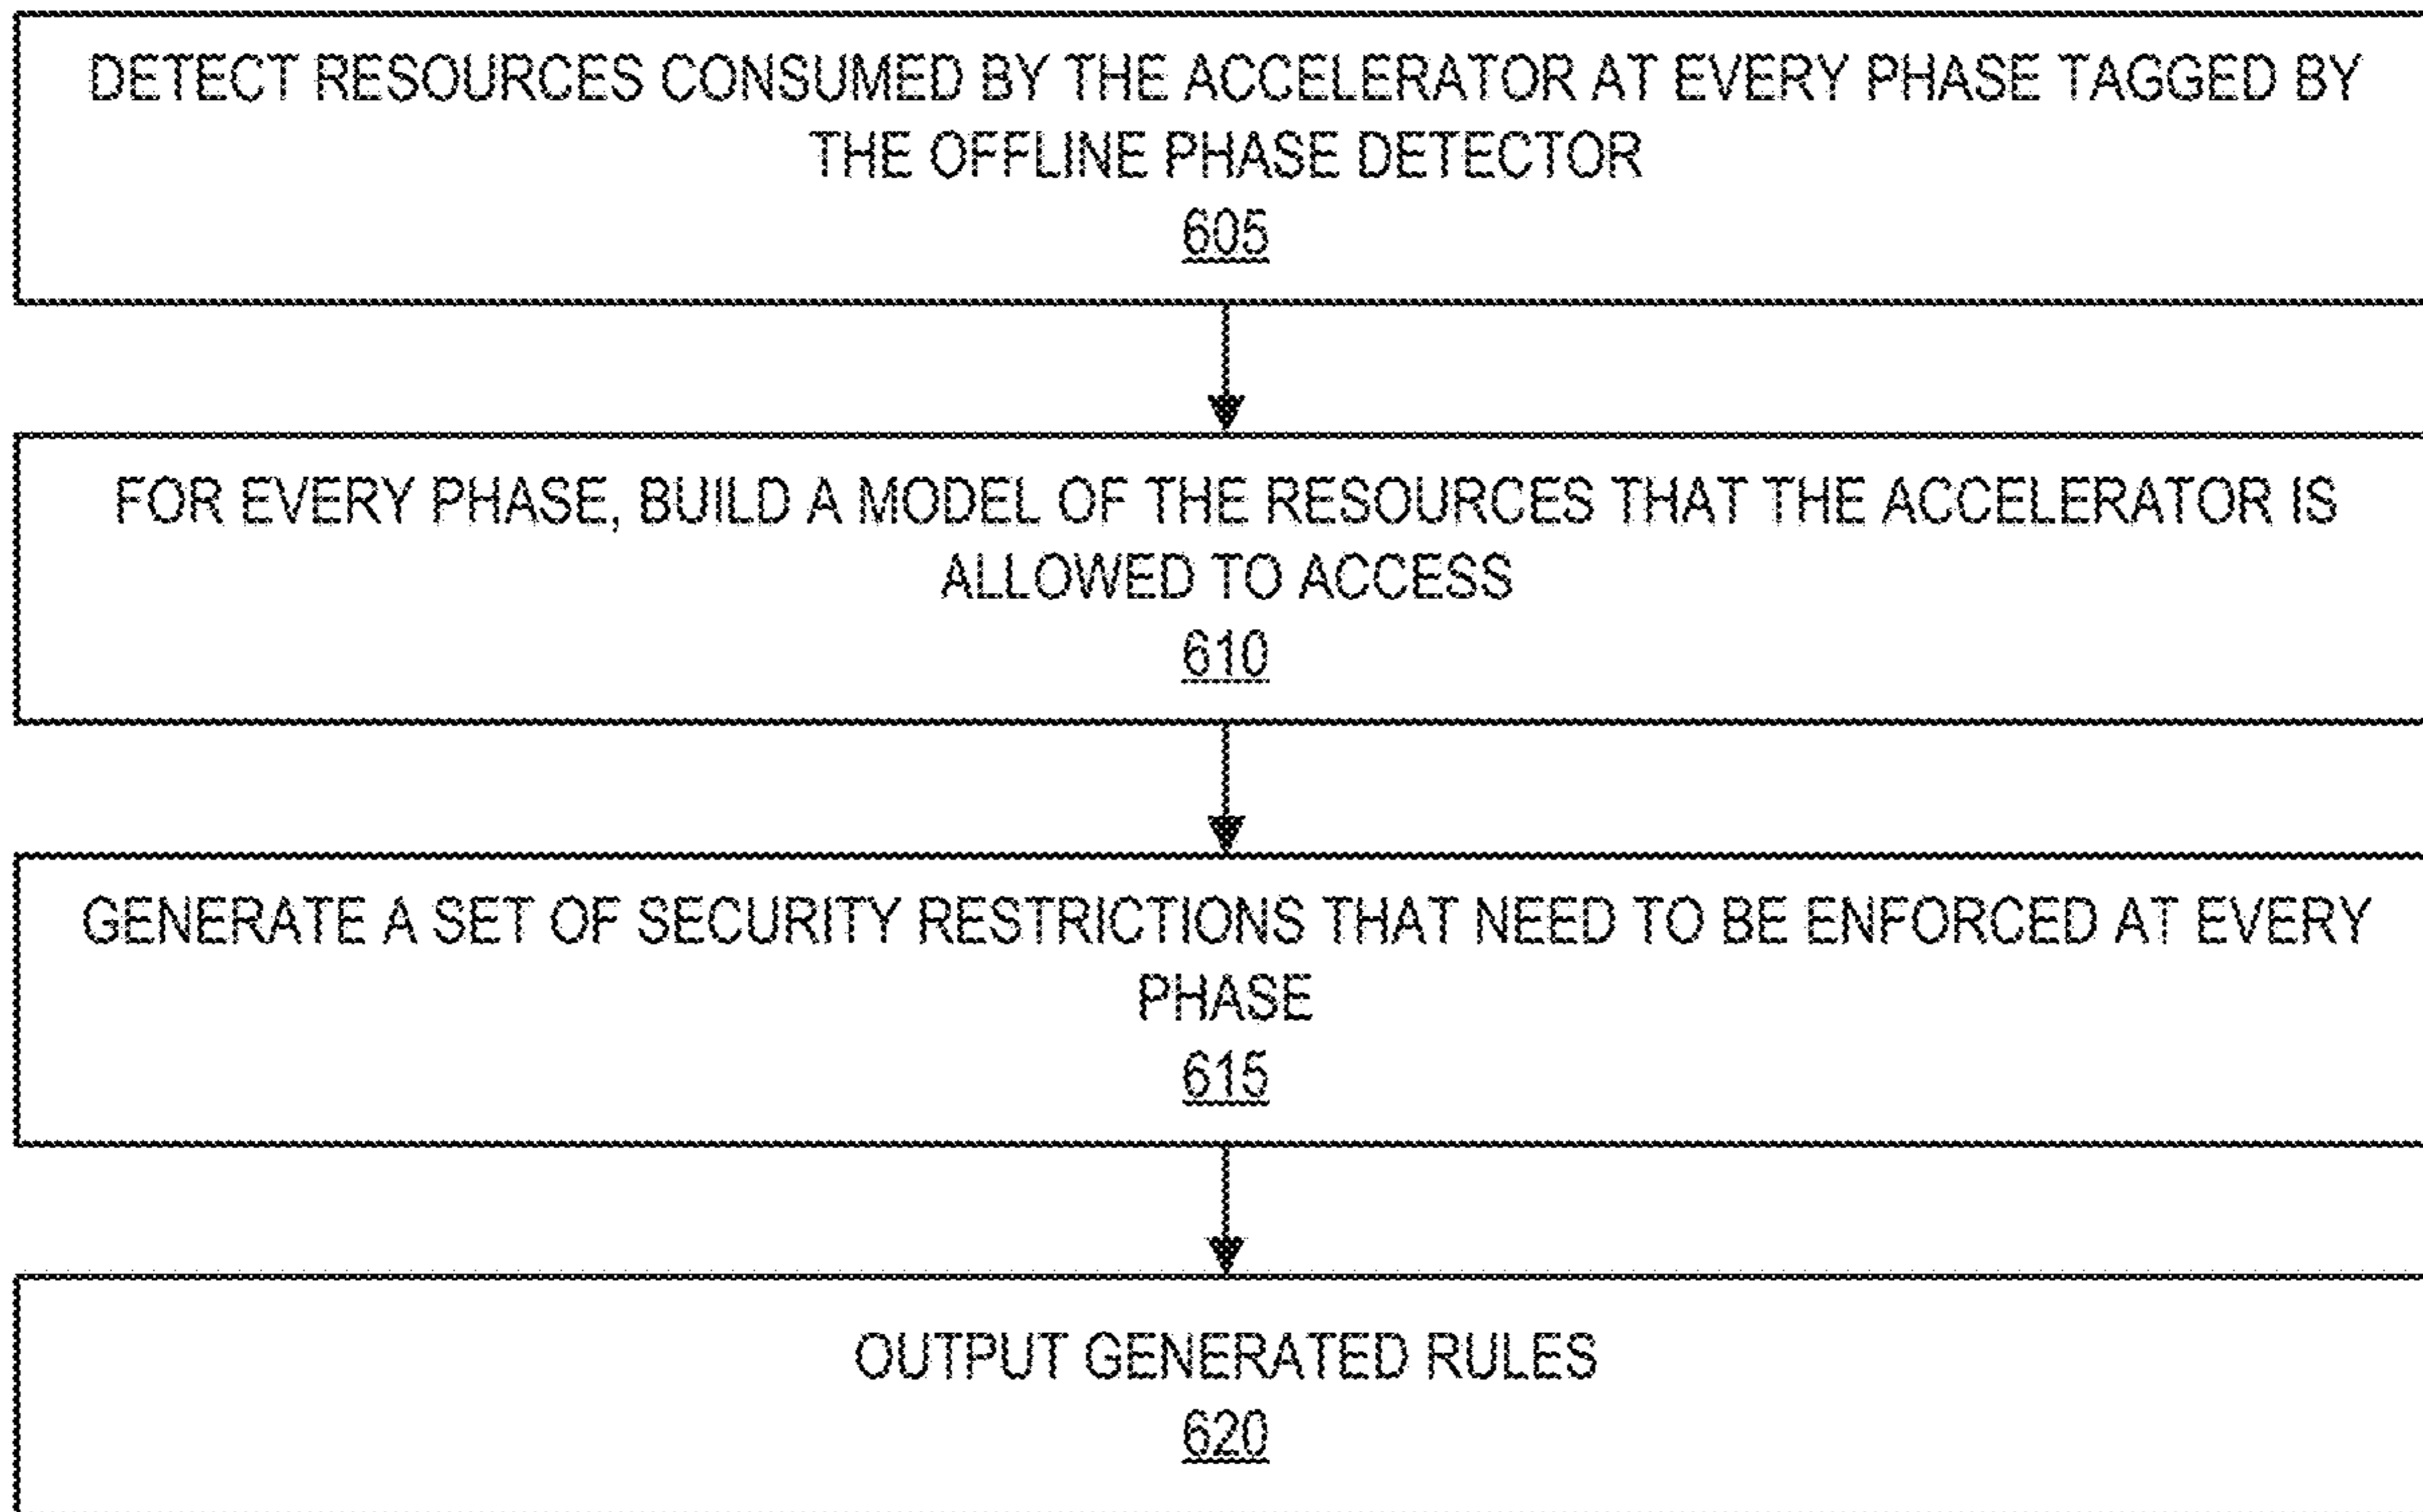 DETECT RESOURCES CONSUMED BY THE ACCELERATOR AT EVERY PHASE TAGGED BY
THE OFFLINE PHASE DETECTOR
605
FOR EVERY PHASE, BUILD A MODEL OF THE RESOURCES THAT THE ACCELERATOR IS
ALLOWED TO ACCESS
610
GENERATE A SET OF SECURITY RESTRICTIONS THAT NEED TO BE ENFORCED AT EVERY
PHASE
615
OUTPUT GENERATED RULES
620